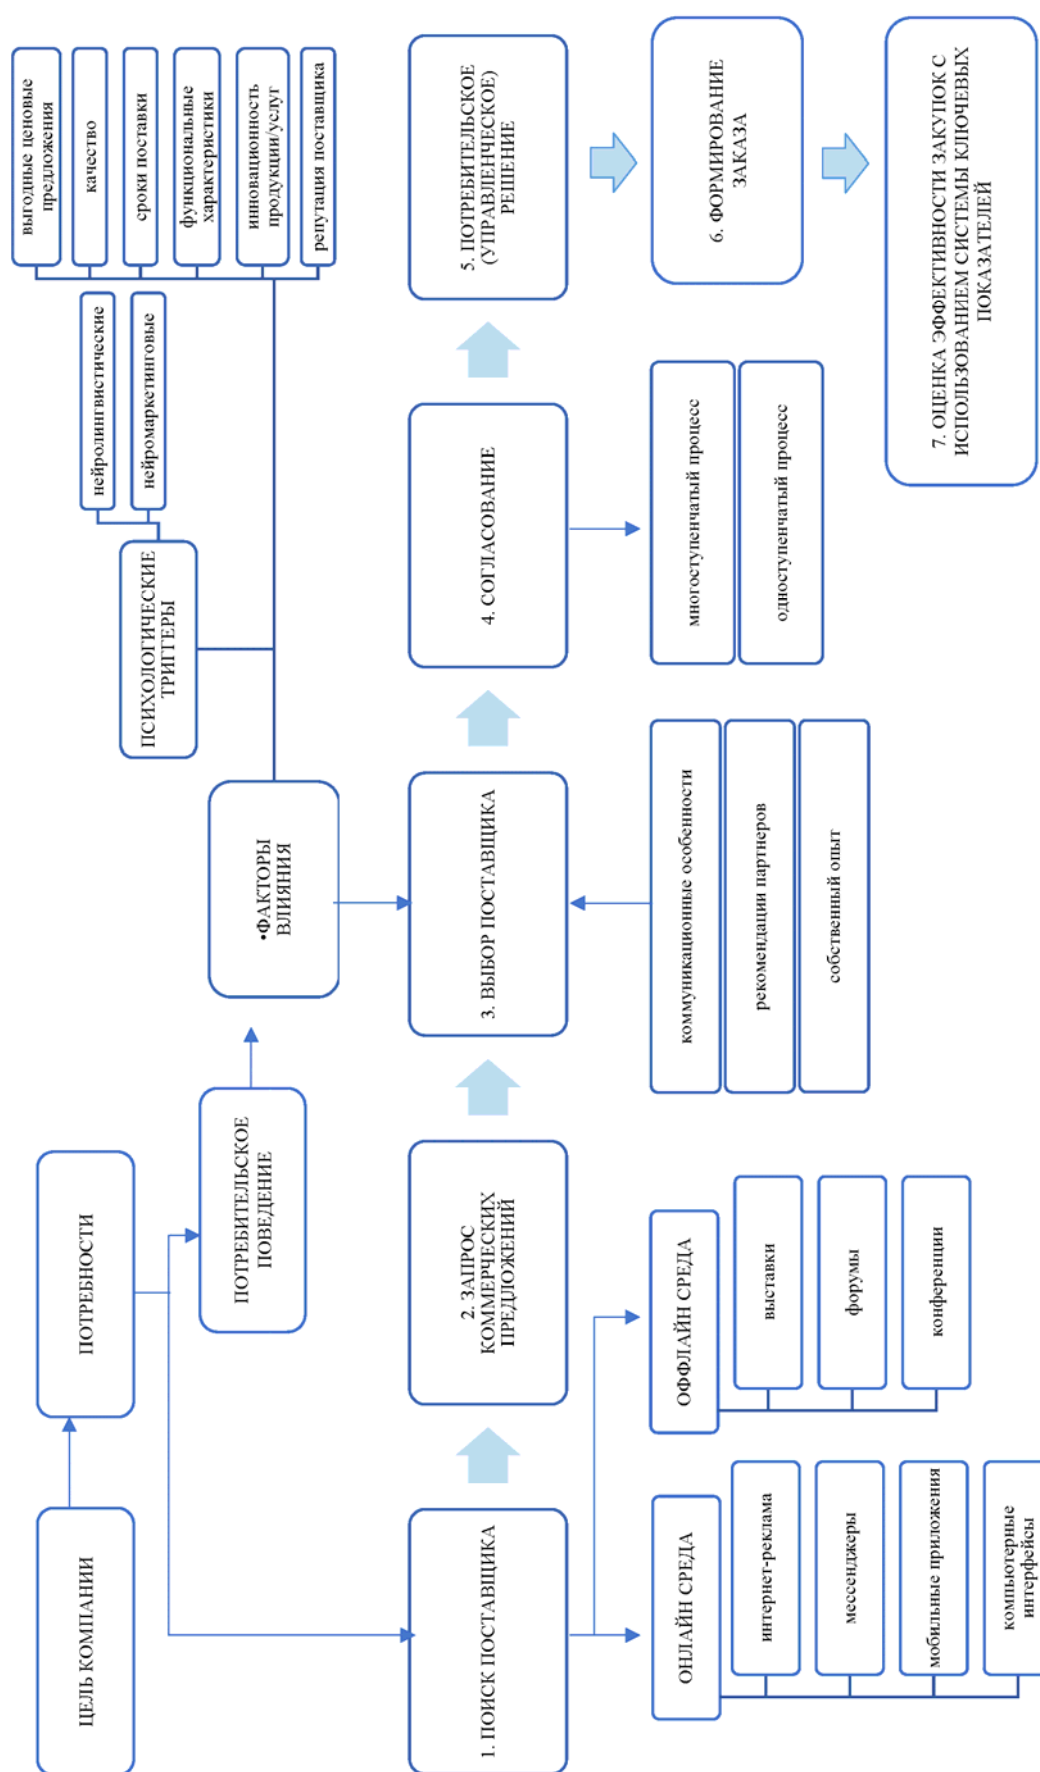 ЦЕЛЬ КОМПАНИИ
ПОТРЕБНОСТИ
ПОТРЕБИТЕЛЬСКОЕ
ПОВЕДЕНИЕ
•ФАКТОРЫ
ВЛИЯНИЯ
ПСИХОЛОГИЧЕСКИЕ
ТРИГГЕРЫ
нейролингвистические
нейромаркетинговые
выгодные ценовые
предложения
качество
сроки поставки
функциональные
характеристики
инновационность
продукции/услуг
репутация поставщика
1. ПОИСК ПОСТАВЩИКА
2. ЗАПРОС
КОММЕРЧЕСКИХ
ПРЕДЛОЖЕНИЙ
3. ВЫБОР ПОСТАВЩИКА
4. СОГЛАСОВАНИЕ
5. ПОТРЕБИТЕЛЬСКОЕ
(УПРАВЛЕНЧЕСКОЕ)
РЕШЕНИЕ
6. ФОРМИРОВАНИЕ
ЗАКАЗА
7. ОЦЕНКА ЭФФЕКТИВНОСТИ ЗАКУПОК С
ИСПОЛЬЗОВАНИЕМ СИСТЕМЫ КЛЮЧЕВЫХ
ПОКАЗАТЕЛЕЙ
ОНЛАЙН СРЕДА
интернет-реклама
мессенджеры
мобильные приложения
компьютерные
интерфейсы
ОФФЛАЙН СРЕДА
выставки
форумы
конференции
коммуникационные особенности
рекомендации партнеров
собственный опыт
многоступенчатый процесс
одноступенчатый процесс